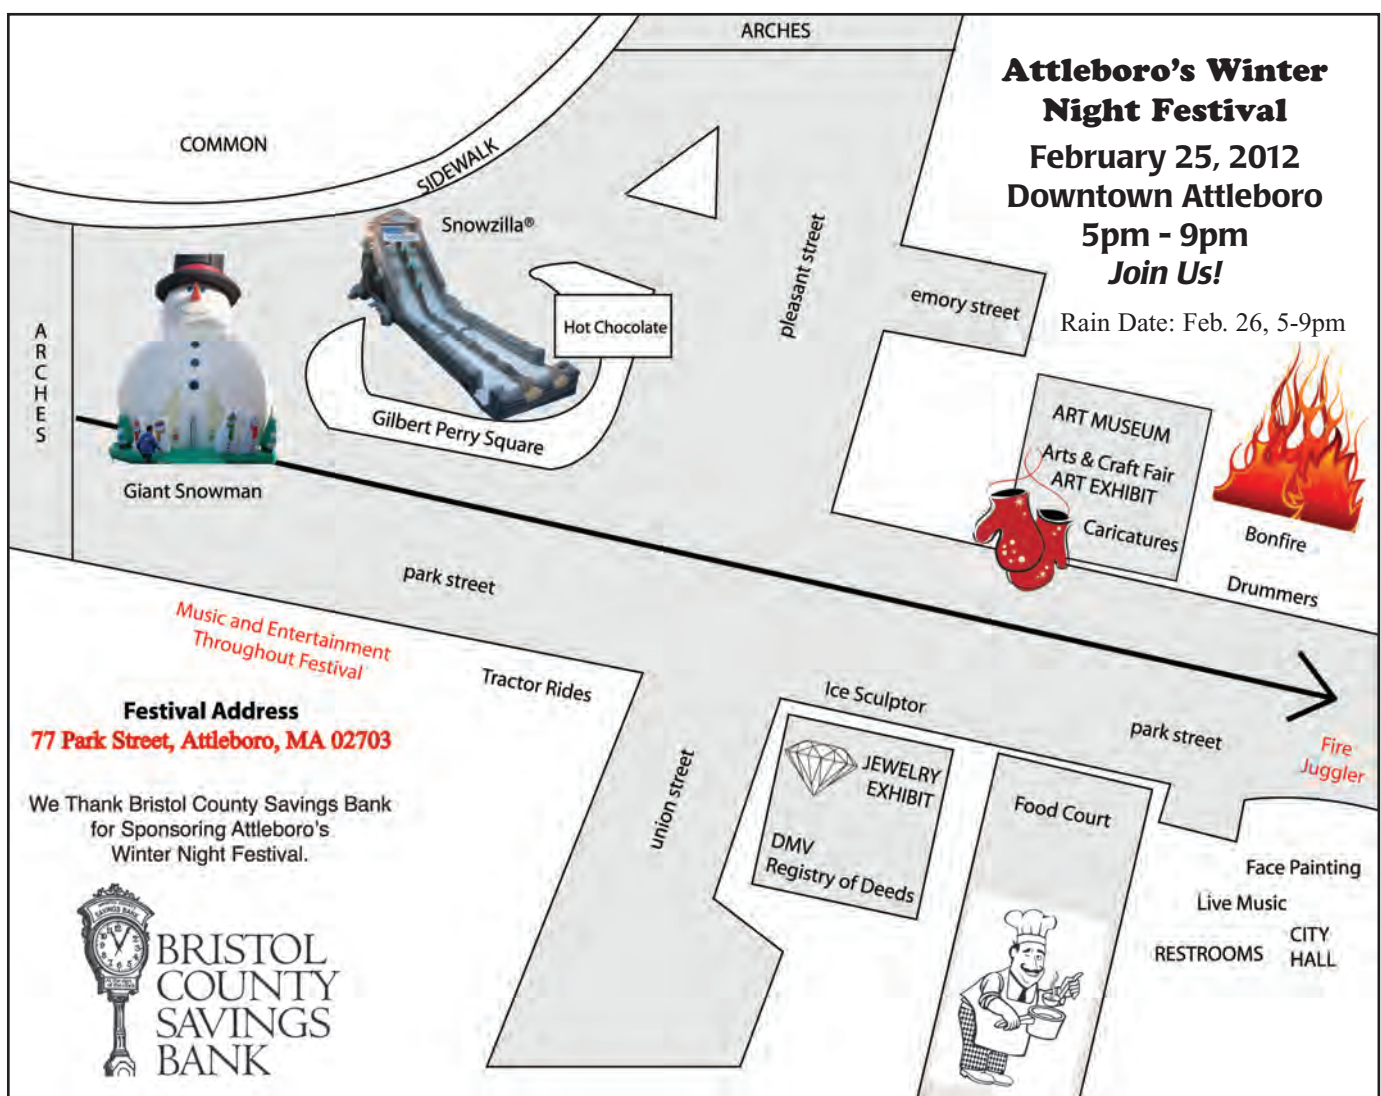 ARCHES
Attleboro's Winter
Night Festival
February 25, 2012
Downtown Attleboro
5pm - 9pm
Join Us!
Rain Date: Feb. 26, 5-9pm
COMMON
SIDEWALK
Snowzilla®
pleasant street
emory street
Hot Chocolate
ARCHES
Gilbert Perry Square
Giant Snowman
ART MUSEUM
Arts & Craft Fair
ART EXHIBIT
Caricatures
Bonfire
Drummers
park street
Music and Entertainment
Throughout Festival
Tractor Rides
Ice Sculptor
park street
Fire
Juggler
Festival Address
77 Park Street, Attleboro, MA 02703
union street
JEWELRY
EXHIBIT
DMV
Registry of Deeds
Food Court
We Thank Bristol County Savings Bank
for Sponsoring Attleboro's
Winter Night Festival.
Face Painting
Live Music
RESTROOMS
CITY
HALL
SAVINGS BANK
BRISTOL
COUNTY
SAVINGS
BANK